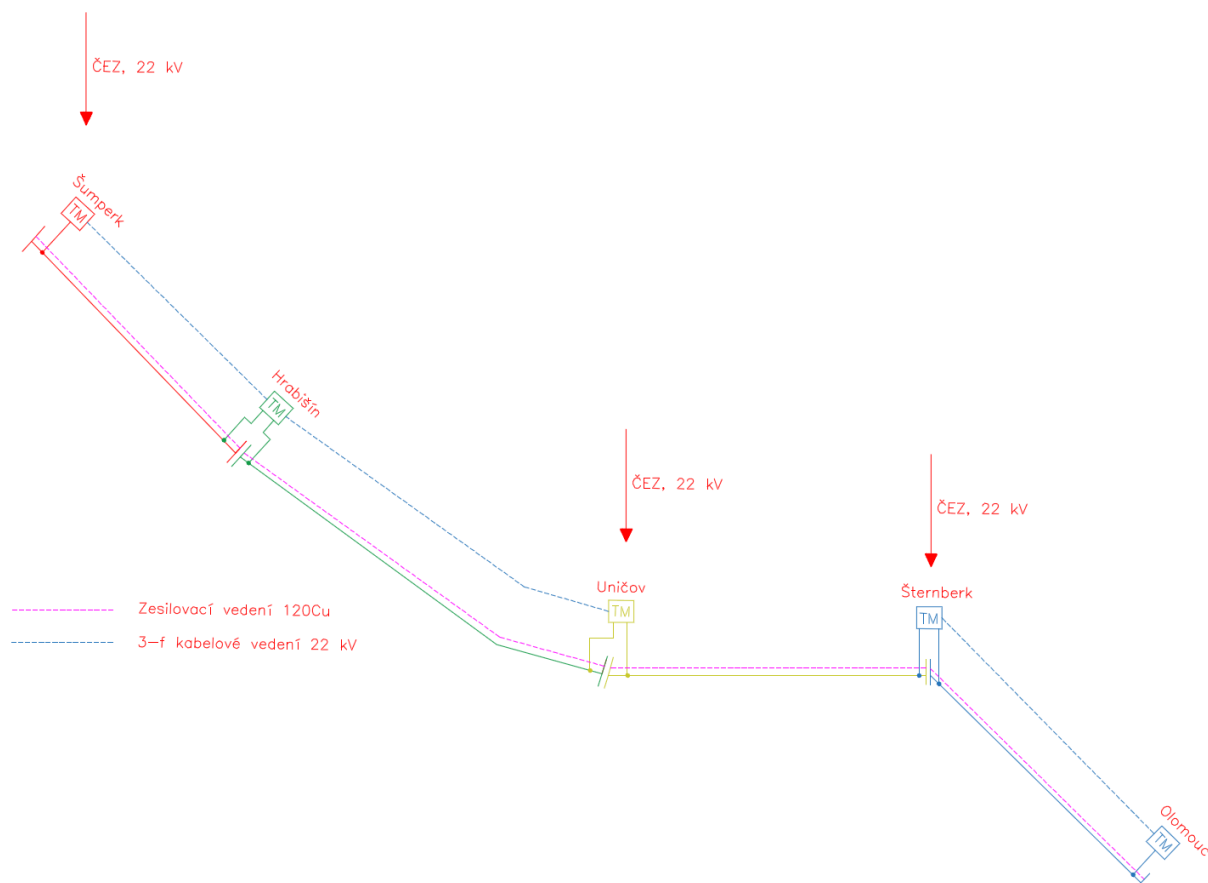 ČEZ, 22 kV
Šumperk
TM
Hrabišín
TM
ČEZ, 22 kV
ČEZ, 22 kV
Uničov
TM
Šternberk
TM
Zesilovací vedení 120Cu
3-f kabelové vedení 22 kV
Olomouc
TM